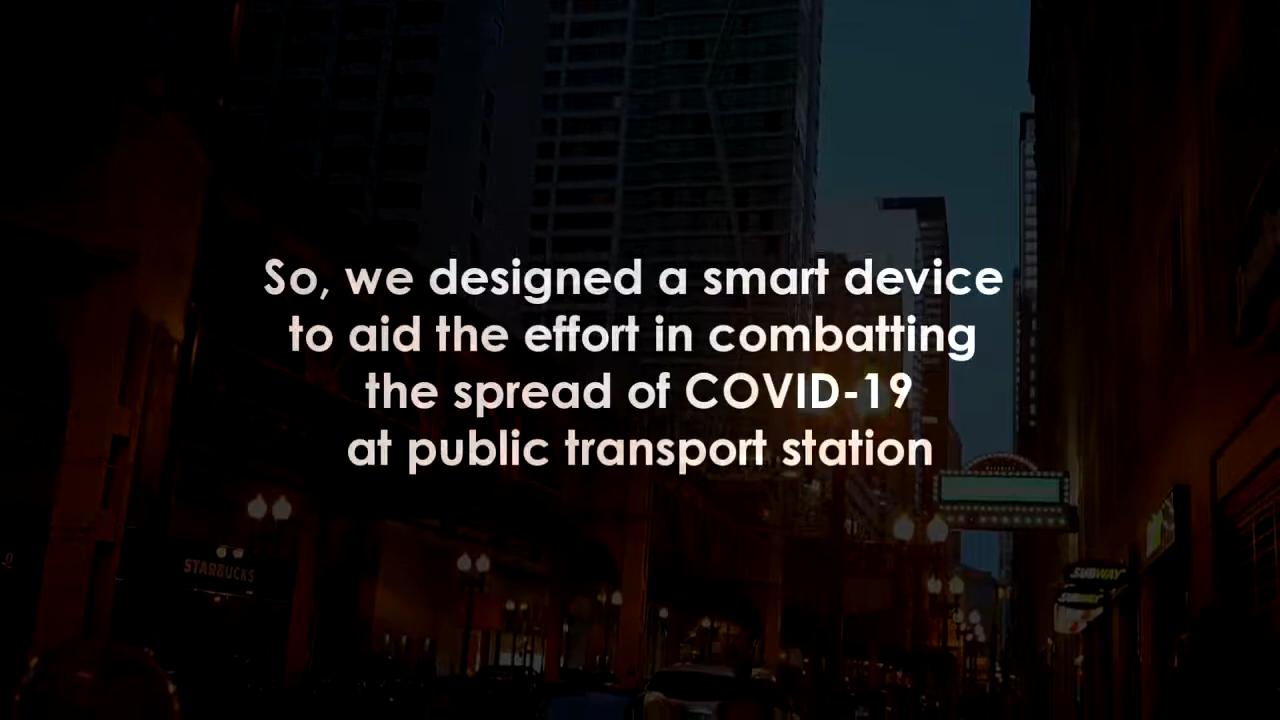 So, we designed a smart device
to aid the effort in combatting
the spread of COVID-19
at public transport station
STARBUCKS
SUBWAY